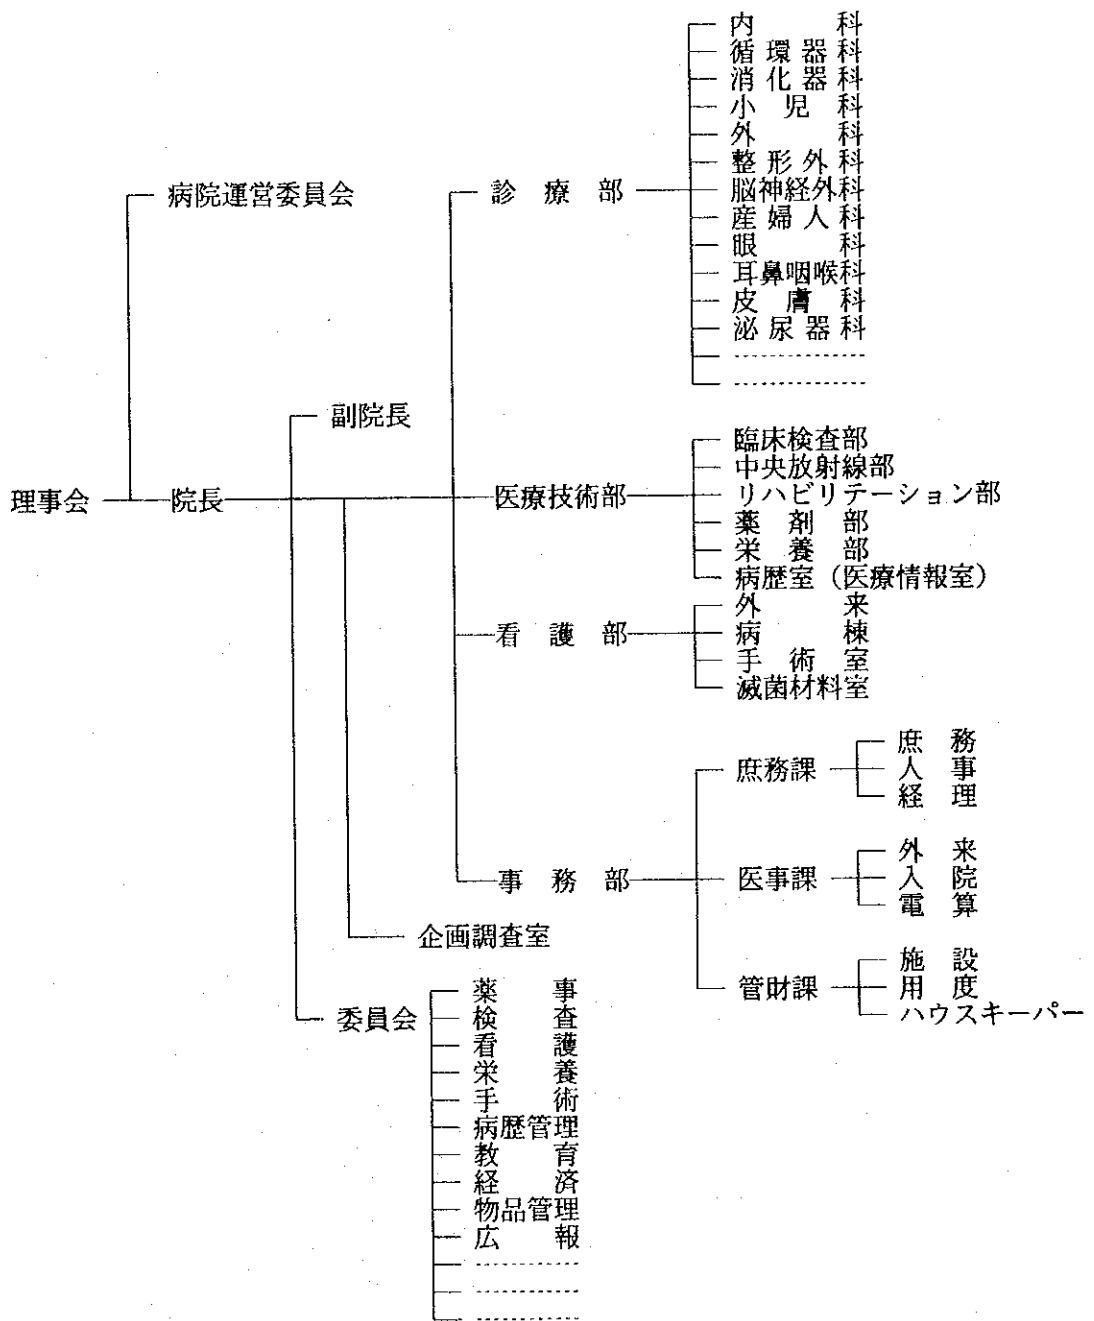 理事会
病院運営委員会
院長
副院長
診療部
内科
循環器科
消化器科
小児科
外科
整形外科
脳神経外科
産婦人科
眼科
耳鼻咽喉科
皮膚科
泌尿器科
医療技術部
臨床検査部
中央放射線部
リハビリテーション部
薬剤部
栄養部
病歴室（医療情報室）
看護部
外来
病棟
手術室
滅菌材料室
事務部
庶務課
庶務
人事
経理
医事課
外来
入院
電算
管財課
施設
用度
ハウスキーパー
企画調査室
委員会
薬事
検査
看護
栄養
手術
病歴管理
教育
経済
物品管理
広報